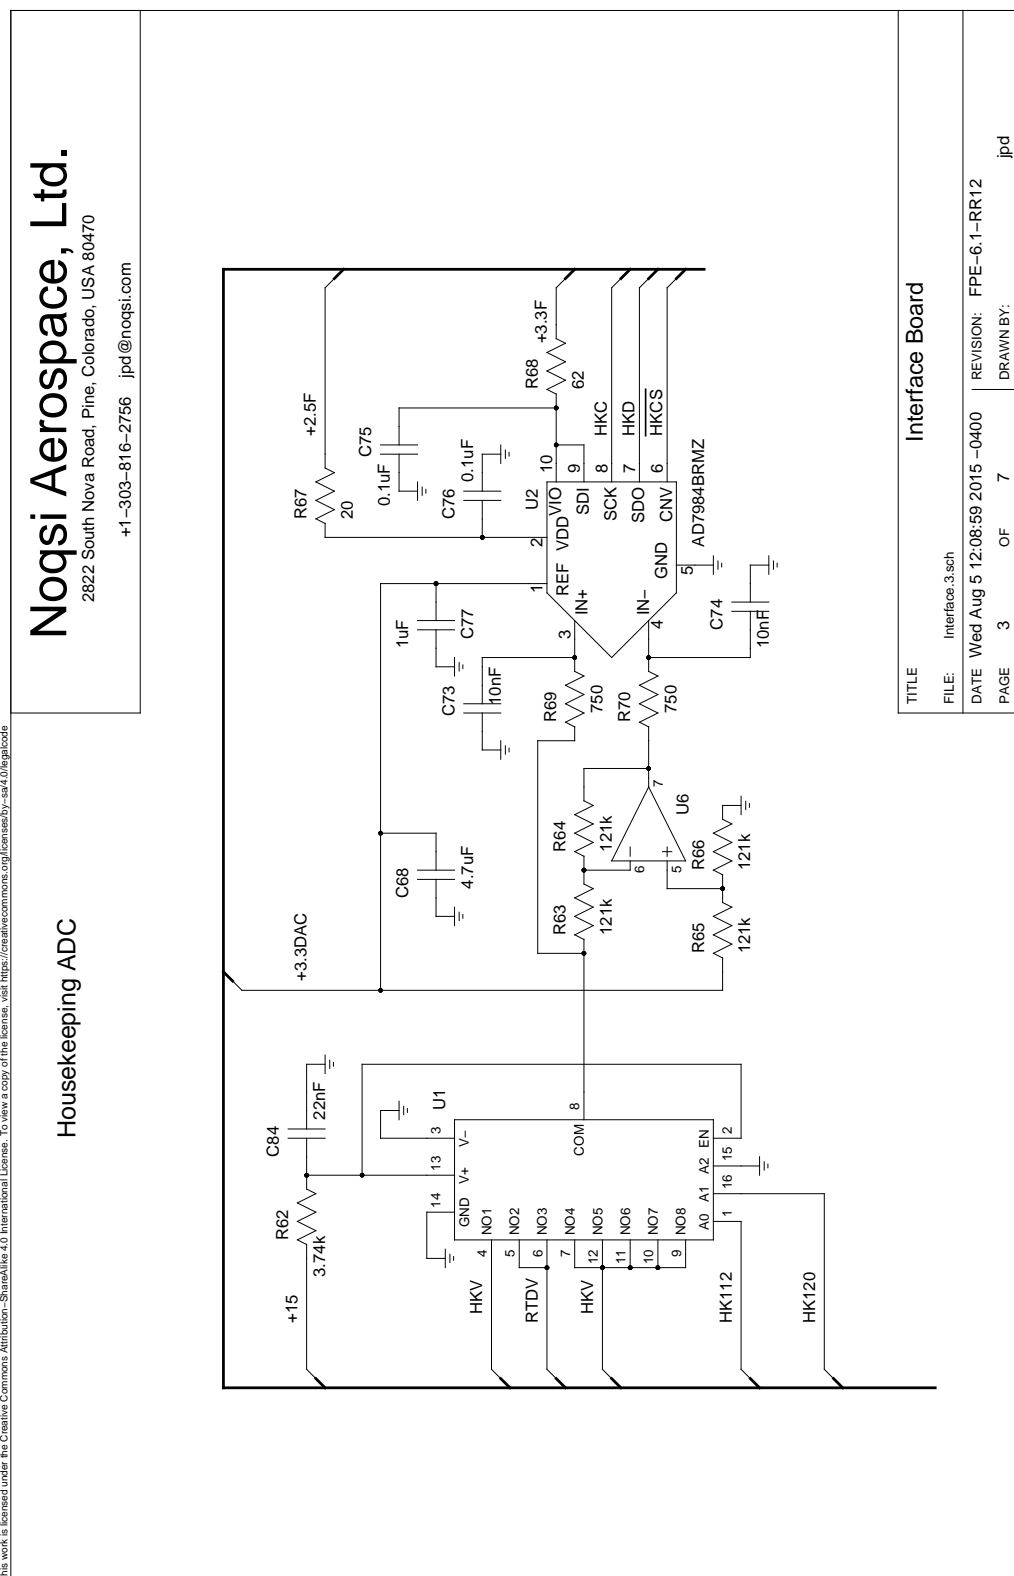 his work is licensed under the Creative Commons Attribution−ShareAlike 4.0 International License. To view a copy of the license, visit https://creativecommons.org/licenses/by−sa/4.0/legalcode
Noqsi Aerospace, Ltd.
2822 South Nova Road, Pine, Colorado, USA 80470
+1−303−816−2756 jpd@noqsi.com
Housekeeping ADC
+15
R62
3.74k
C84
22nF
+3.3DAC
C68
4.7uF
1uF
C77
C73
10nF
R67
20
+2.5F
C75
0.1uF
C76
0.1uF
R68
62
+3.3F
U1
14
GND
13
V+
3
V−
COM
8
HKV
4
NO1
5
NO2
RTDV
6
NO3
7
NO4
HKV
12
NO5
11
NO6
10
NO7
9
NO8
1
A0
16
A1
15
A2
2
EN
HK112
HK120
R63
121k
R64
121k
R65
121k
R66
121k
6
−
5
+
7
U6
R69
750
R70
750
C74
10nF
U2
1
REF
2
VDD
10
VIO
9
SDI
8
SCK
HKC
7
SDO
HKD
6
CNV
HKCS
3
IN+
4
IN−
GND
5
AD7984BRMZ
TITLE
Interface Board
FILE: Interface.3.sch
REVISION: FPE−6.1−RR12
DATE Wed Aug 5 12:08:59 2015 −0400
PAGE 3 OF 7
DRAWN BY: jpd